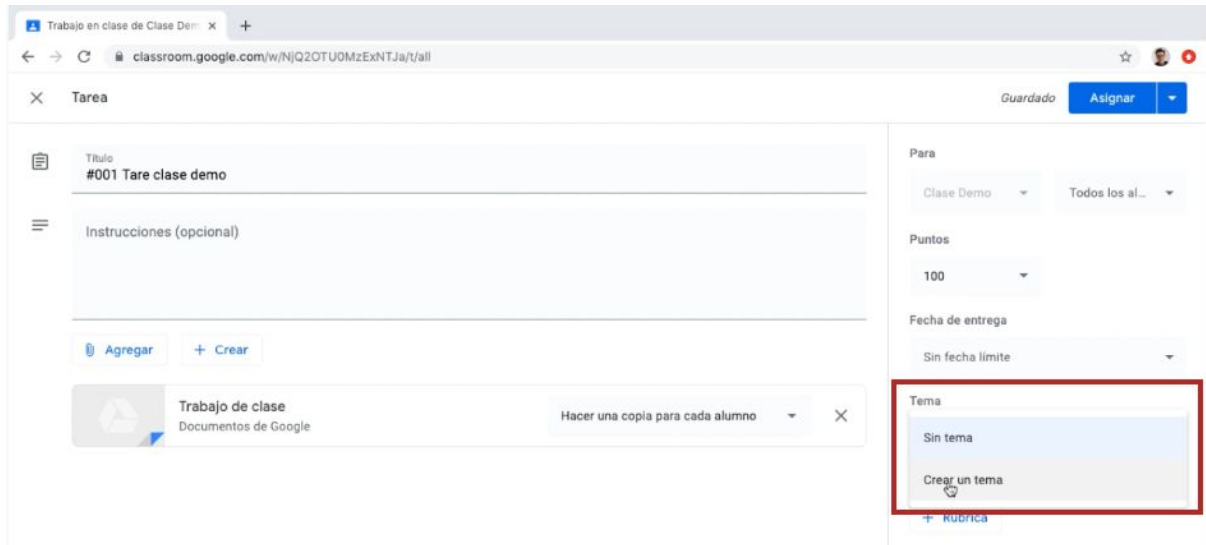 Trabajo en clase de Clase Dem
classroom.google.com/w/NjQ2OTU0MzExNTJa/t/all
Tarea
Guardado
Asignar
Título
#001 Tare clase demo
Instrucciones (opcional)
Agregar
+ Crear
Trabajo de clase
Documentos de Google
Hacer una copia para cada alumno
Para
Clase Demo
Todos los al...
Puntos
100
Fecha de entrega
Sin fecha límite
Tema
Sin tema
Crear un tema
+ Rúbrica